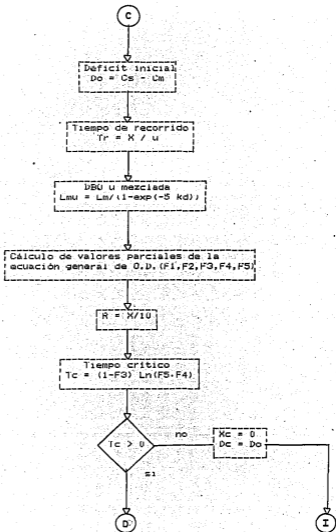 C
Déficit inicial
Do = Cs - Cm
Tiempo de recorrido
Tr = X / u
DBO u mezclada
Lmu = Lm/(1-exp(-5 kd))
Cálculo de valores parciales de la
ecuación general de O.D.(F1,F2,F3,F4,F5)
R = X/10
Tiempo crítico
Tc = (1-F3) Ln(F5.F4)
Tc > 0
no
Xc = 0
Dc = Do
si
D
I